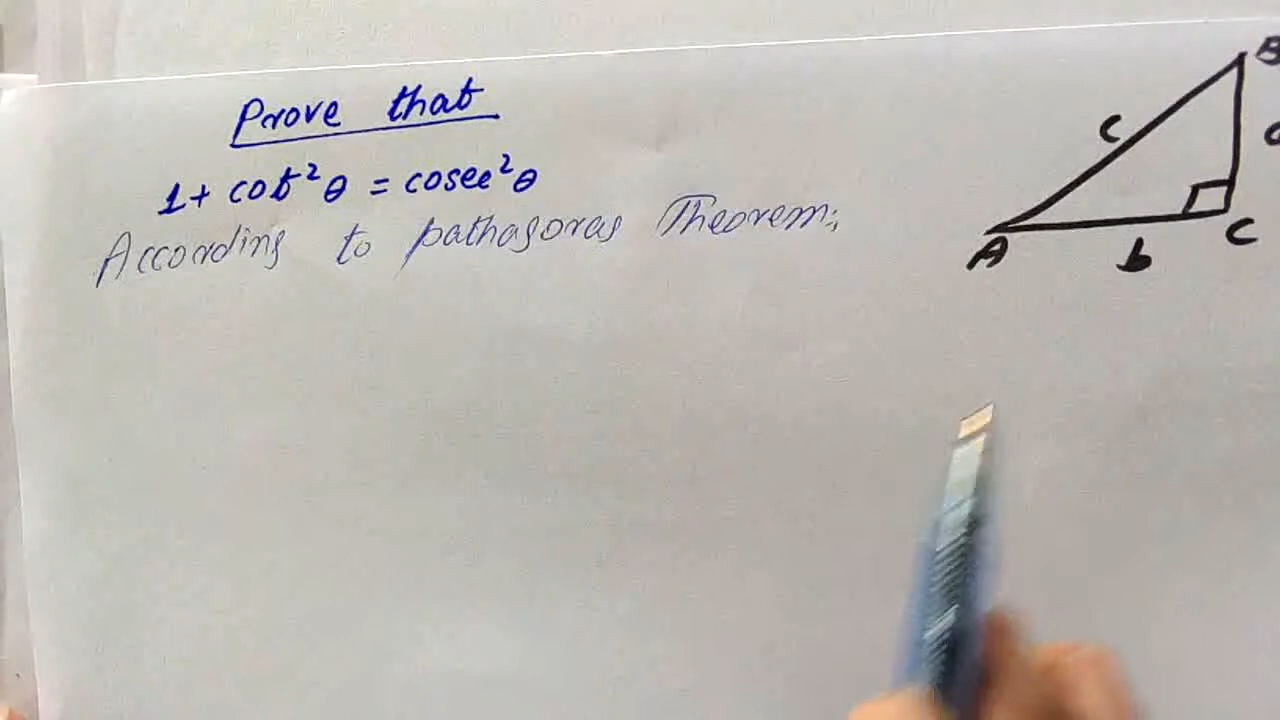 Prove that
1 + cot²θ = cosec²θ
According to pathagoras Theorem;
B
c
A
b
C